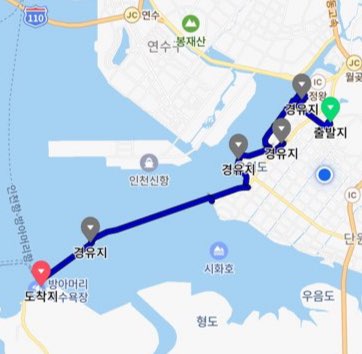 110
JC 연수
연수구
봉재산
JC
월곶
IC
정왕
경유지
출발지
IC
경유지
경유지
도
인천신항
인천항-방아머리항
경유지
시화호
방아머리
도착지
수욕장
우음도
형도
단원